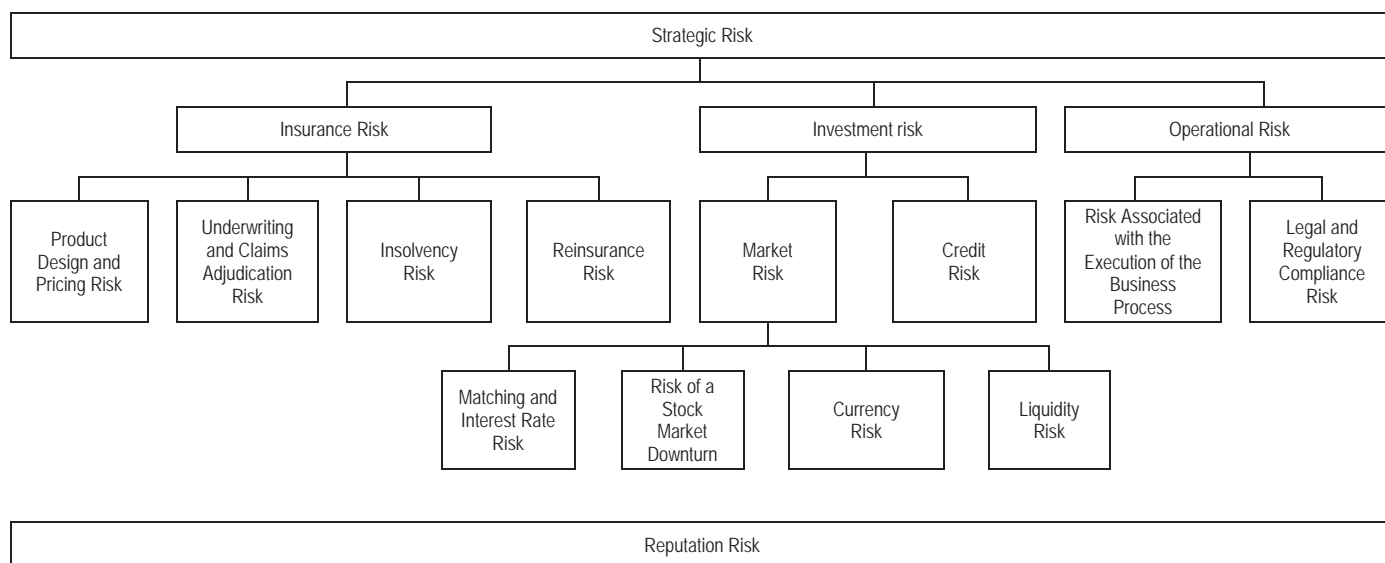 Strategic Risk
Insurance Risk
Investment risk
Operational Risk
Product
Design and
Pricing Risk
Underwriting
and Claims
Adjudication
Risk
Insolvency
Risk
Reinsurance
Risk
Market
Risk
Credit
Risk
Risk Associated
with the
Execution of the
Business
Process
Legal and
Regulatory
Compliance
Risk
Matching and
Interest Rate
Risk
Risk of a
Stock
Market
Downturn
Currency
Risk
Liquidity
Risk
Reputation Risk